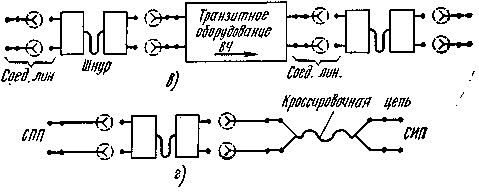 Транзитное
оборудование
ВЧ
Соед. лин
Шнур
Соед. лин.
в)
Кроссировочная цепь
СПП
СИП
г)